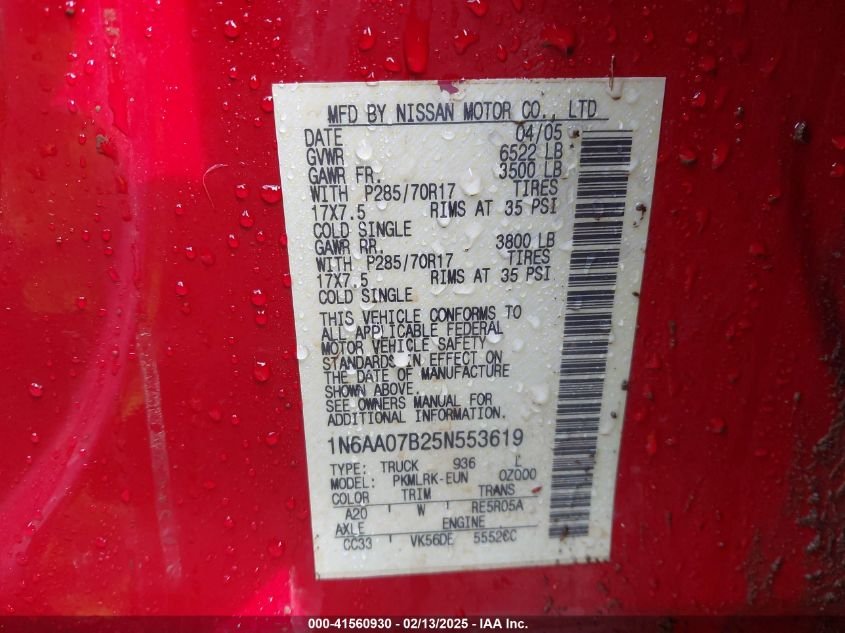 MFD BY NISSAN MOTOR CO., LTD
DATE 04/05
GVWR 6522 LB
GAWR FR. 3500 LB
WITH P285/70R17 TIRES
17X7.5 RIMS AT 35 PSI
COLD SINGLE
GAWR RR. 3800 LB
WITH P285/70R17 TIRES
17X7.5 RIMS AT 35 PSI
COLD SINGLE
THIS VEHICLE CONFORMS TO
ALL APPLICABLE FEDERAL
MOTOR VEHICLE SAFETY
STANDARDS IN EFFECT ON
THE DATE OF MANUFACTURE
SHOWN ABOVE.
SEE OWNERS MANUAL FOR
ADDITIONAL INFORMATION.
1N6AA07B25N553619
TYPE: TRUCK 936 L
MODEL: PKMLRK-EUN 0Z000
COLOR TRIM TRANS
A20 W RE5R05A
AXLE ENGINE
CC33 VK56DE 5552CC
000-41560930 - 02/13/2025 - IAA Inc.